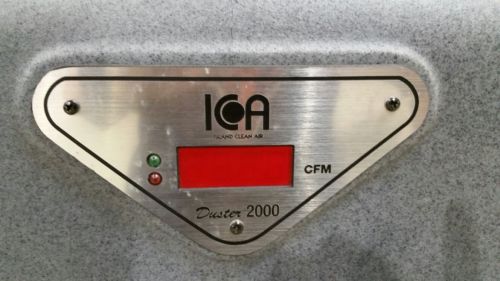 ICA
ISLAND CLEAN AIR
CFM
Duster 2000